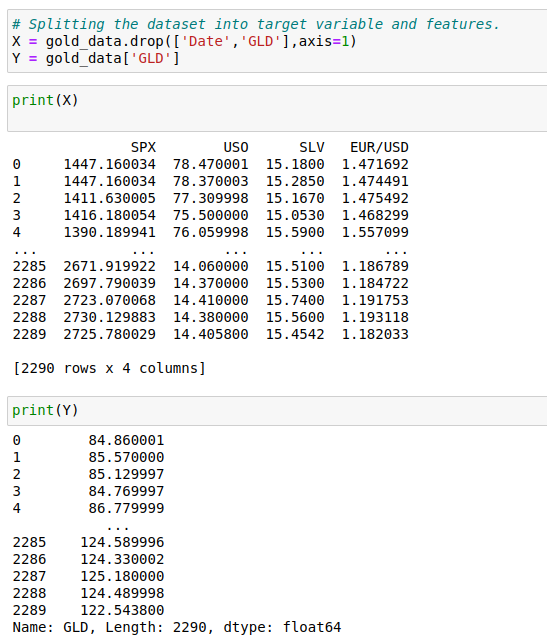 # Splitting the dataset into target variable and features.
X = gold_data.drop(['Date','GLD'],axis=1)
Y = gold_data['GLD']
print(X)
SPX USO SLV EUR/USD
0 1447.160034 78.470001 15.1800 1.471692
1 1447.160034 78.370003 15.2850 1.474491
2 1411.630005 77.309998 15.1670 1.475492
3 1416.180054 75.500000 15.0530 1.468299
4 1390.189941 76.059998 15.5900 1.557099
... ... ... ... ...
2285 2671.919922 14.060000 15.5100 1.186789
2286 2697.790039 14.370000 15.5300 1.184722
2287 2723.070068 14.410000 15.7400 1.191753
2288 2730.129883 14.380000 15.5600 1.193118
2289 2725.780029 14.405800 15.4542 1.182033
[2290 rows x 4 columns]
print(Y)
0 84.860001
1 85.570000
2 85.129997
3 84.769997
4 86.779999
...
2285 124.589996
2286 124.330002
2287 125.180000
2288 124.489998
2289 122.543800
Name: GLD, Length: 2290, dtype: float64